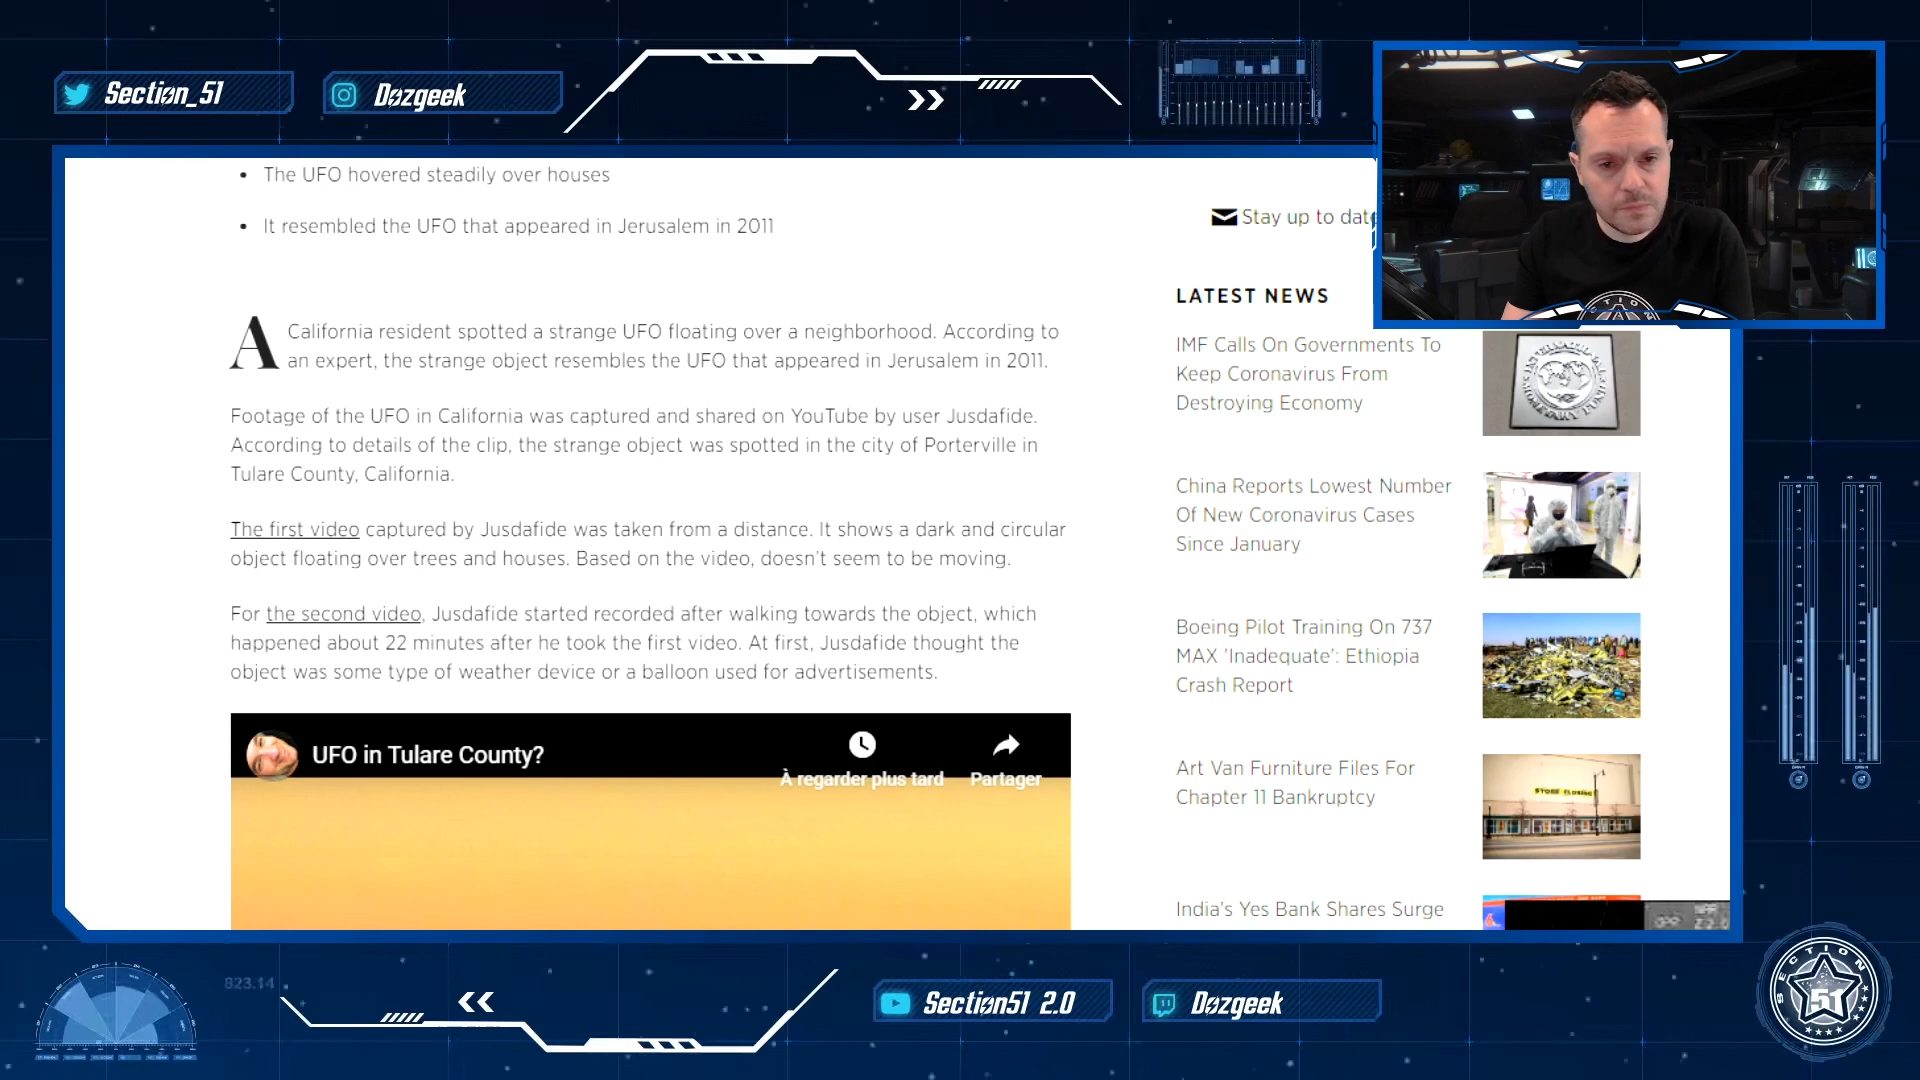 Section_51
Dozgeek
The UFO hovered steadily over houses
It resembled the UFO that appeared in Jerusalem in 2011
A California resident spotted a strange UFO floating over a neighborhood. According to
an expert, the strange object resembles the UFO that appeared in Jerusalem in 2011.
Footage of the UFO in California was captured and shared on YouTube by user Jusdafide.
According to details of the clip, the strange object was spotted in the city of Porterville in
Tulare County, California.
The first video captured by Jusdafide was taken from a distance. It shows a dark and circular
object floating over trees and houses. Based on the video, doesn't seem to be moving.
For the second video, Jusdafide started recorded after walking towards the object, which
happened about 22 minutes after he took the first video. At first, Jusdafide thought the
object was some type of weather device or a balloon used for advertisements.
UFO in Tulare County?
À regarder plus tard
Partager
Stay up to date
LATEST NEWS
IMF Calls On Governments To
Keep Coronavirus From
Destroying Economy
INTERNATIONAL MONETARY FUND
China Reports Lowest Number
Of New Coronavirus Cases
Since January
Boeing Pilot Training On 737
MAX 'Inadequate': Ethiopia
Crash Report
Art Van Furniture Files For
Chapter 11 Bankruptcy
STORE CLOSING
India's Yes Bank Shares Surge
823.14
Section51 2.0
Dozgeek
SECTION
51